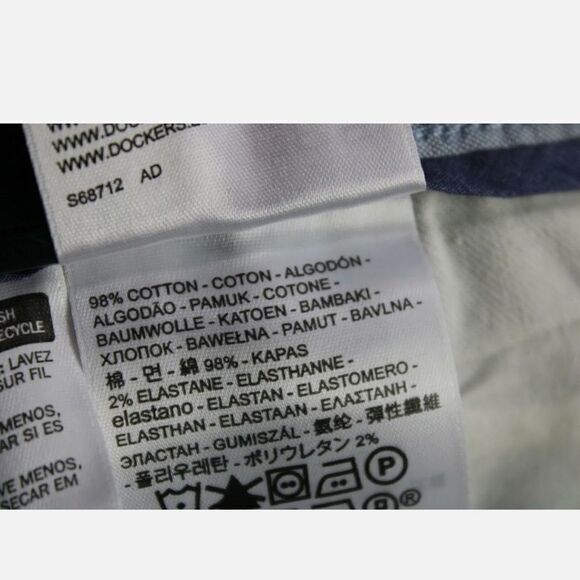 WWW.DOCKERS
S68712 AD
98% COTTON - COTON - ALGODÓN -
ALGODÃO - PAMUK - COTONE -
BAUMWOLLE - KATOEN - BAMBAKI -
ХЛОПОК - BAWEŁNA - PAMUT - BAVLNA -
棉 - 면 - 綿 98% - KAPAS
2% ELASTANE - ELASTHANNE -
elastano - ELASTAN - ELASTOMERO -
ELASTHAN - ELASTAAN - ΕΛΑΣΤΑΝΗ -
ЭЛАСТАН - GUMISZÁL - 氨纶 - 彈性纖維
- 폴리우레탄 - ポリウレタン 2%
P
LAVEZ
SUR FIL
MENOS,
AR SI ES
VE MENOS,
SECAR EM